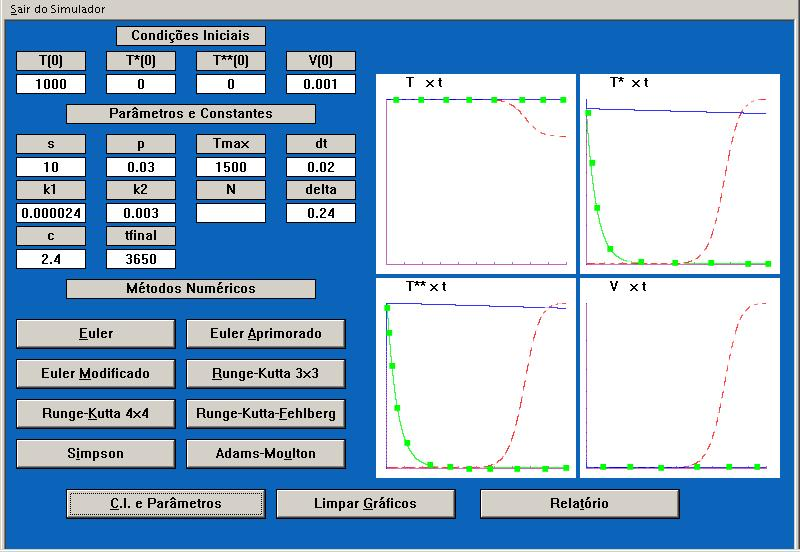 Sair do Simulador
Condições Iniciais
T(0) T*(0) T**(0) V(0)
1000 0 0 0.001
Parâmetros e Constantes
s p Tmax dt
10 0.03 1500 0.02
k1 k2 N delta
0.000024 0.003 0.24
c tfinal
2.4 3650
Métodos Numéricos
Euler Euler Aprimorado
Euler Modificado Runge-Kutta 3x3
Runge-Kutta 4x4 Runge-Kutta-Fehlberg
Simpson Adams-Moulton
C.I. e Parâmetros Limpar Gráficos Relatório
T x t
T* x t
T** x t
V x t